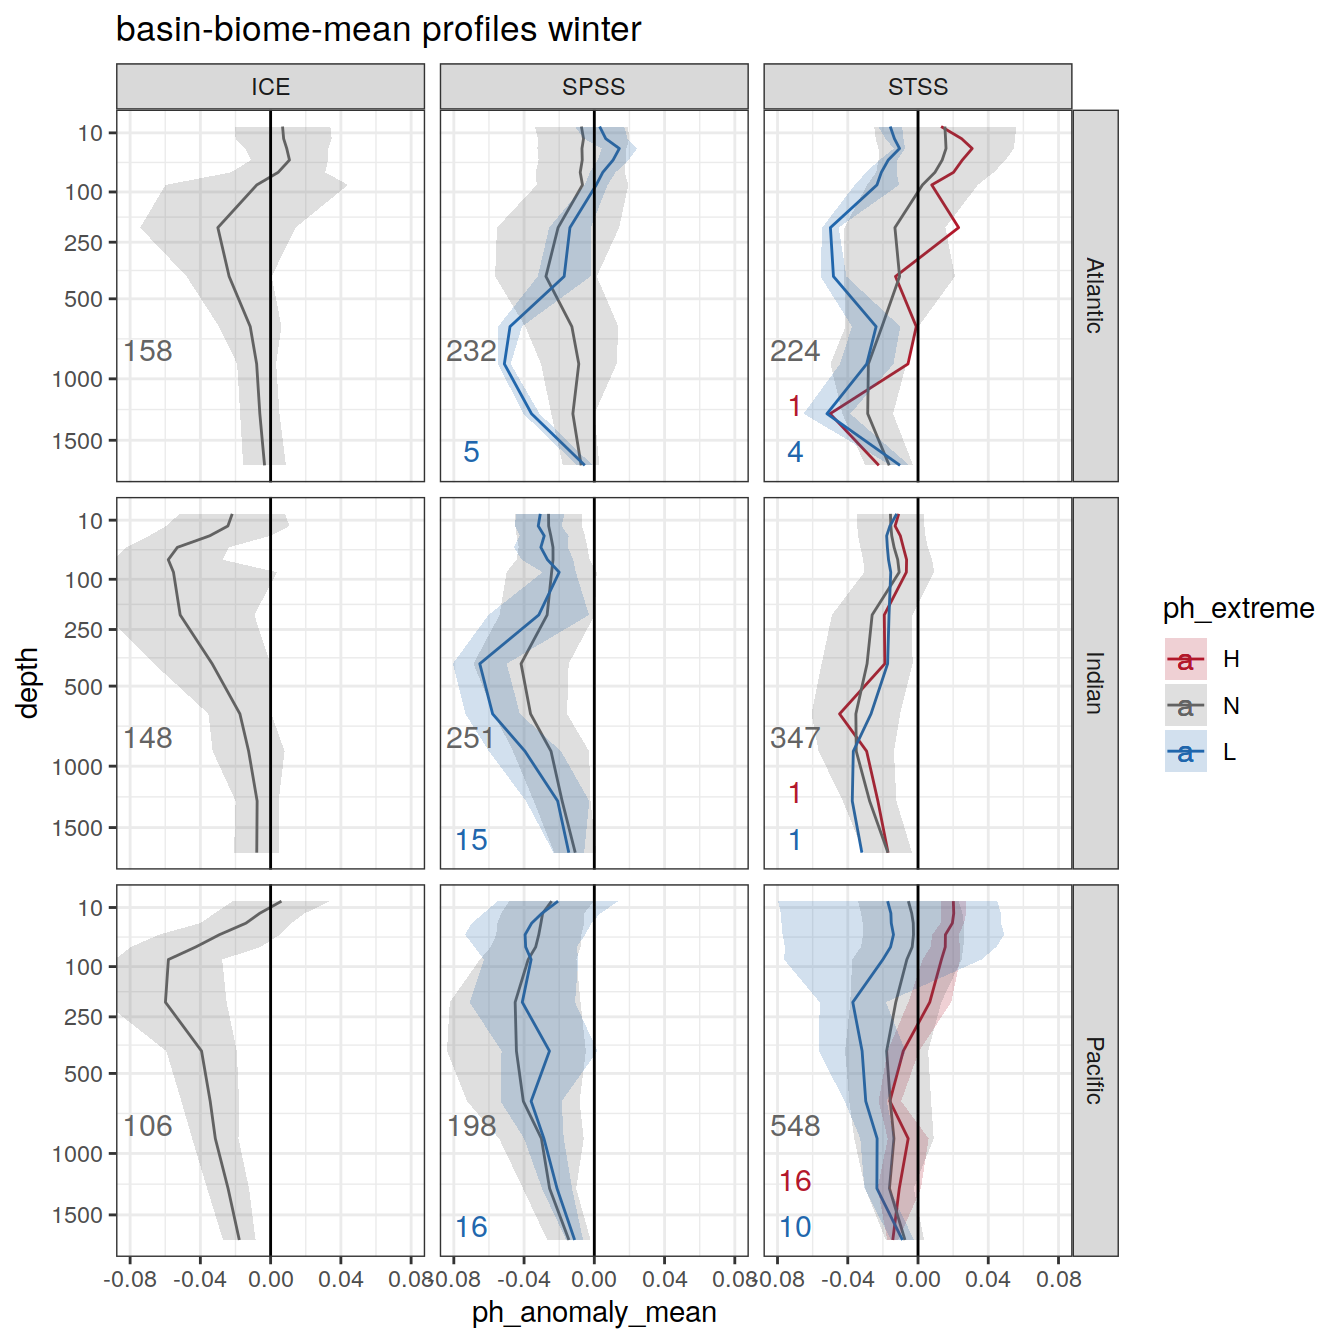 basin-biome-mean profiles winter
ICE SPSS STSS
10
100
250
500
1000
1500
158
232
5
224
1
4
Atlantic
10
100
250
500
1000
1500
148
251
15
347
1
1
Indian
10
100
250
500
1000
1500
106
198
16
548
16
10
Pacific
-0.08 -0.04 0.00 0.04 0.08
-0.08 -0.04 0.00 0.04 0.08
-0.08 -0.04 0.00 0.04 0.08
ph_anomaly_mean
depth
ph_extreme
a H
a N
a L